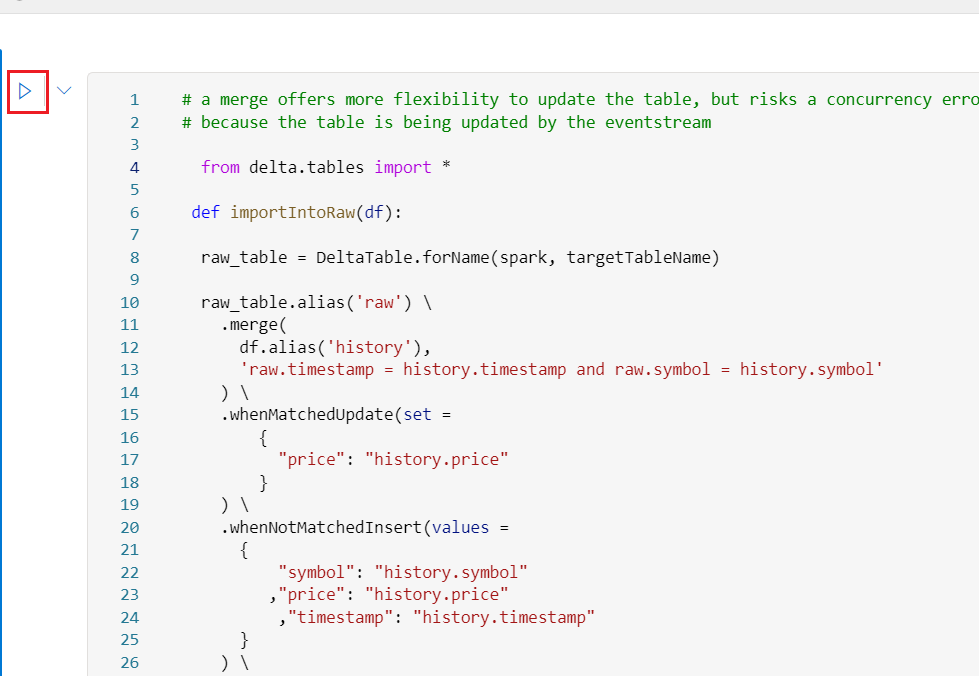 1 # a merge offers more flexibility to update the table, but risks a concurrency erro
2 # because the table is being updated by the eventstream
3
4 from delta.tables import *
5
6 def importIntoRaw(df):
7
8 raw_table = DeltaTable.forName(spark, targetTableName)
9
10 raw_table.alias('raw') \
11 .merge(
12 df.alias('history'),
13 'raw.timestamp = history.timestamp and raw.symbol = history.symbol'
14 ) \
15 .whenMatchedUpdate(set =
16 {
17 "price": "history.price"
18 }
19 ) \
20 .whenNotMatchedInsert(values =
21 {
22 "symbol": "history.symbol"
23 ,"price": "history.price"
24 ,"timestamp": "history.timestamp"
25 }
26 ) \